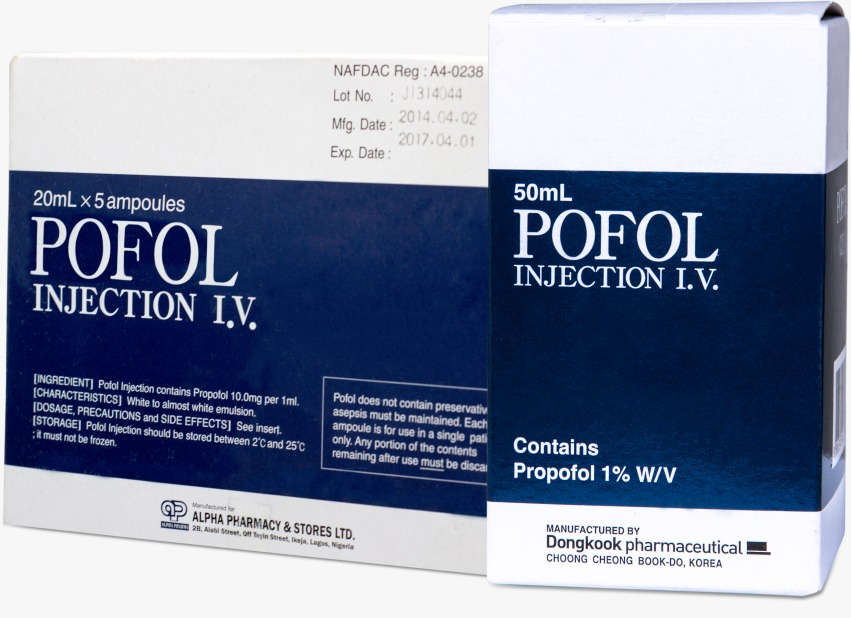 NAFDAC Reg : A4-0238
Lot No. : J1314044
Mfg. Date : 2014.04.02
Exp. Date : 2017.04.01
20mL × 5 ampoules
POFOL
INJECTION I.V.
[INGREDIENT] Pofol Injection contains Propofol 10.0mg per 1ml.
[CHARACTERISTICS] White to almost white emulsion.
[DOSAGE, PRECAUTIONS and SIDE EFFECTS] See insert.
[STORAGE] Pofol Injection should be stored between 2℃ and 25℃
; it must not be frozen.
Pofol does not contain preservativ
asepsis must be maintained. Each
ampoule is for use in a single pati
only. Any portion of the contents
remaining after use must be discar
AP
ALPHA PHARMA
Manufactured for
ALPHA PHARMACY & STORES LTD.
2B, Alabi Street, Off Toyin Street, Ikeja, Lagos, Nigeria
50mL
POFOL
INJECTION I.V.
Contains
Propofol 1% W/V
MANUFACTURED BY
Dongkook pharmaceutical
CHOONG CHEONG BOOK-DO, KOREA